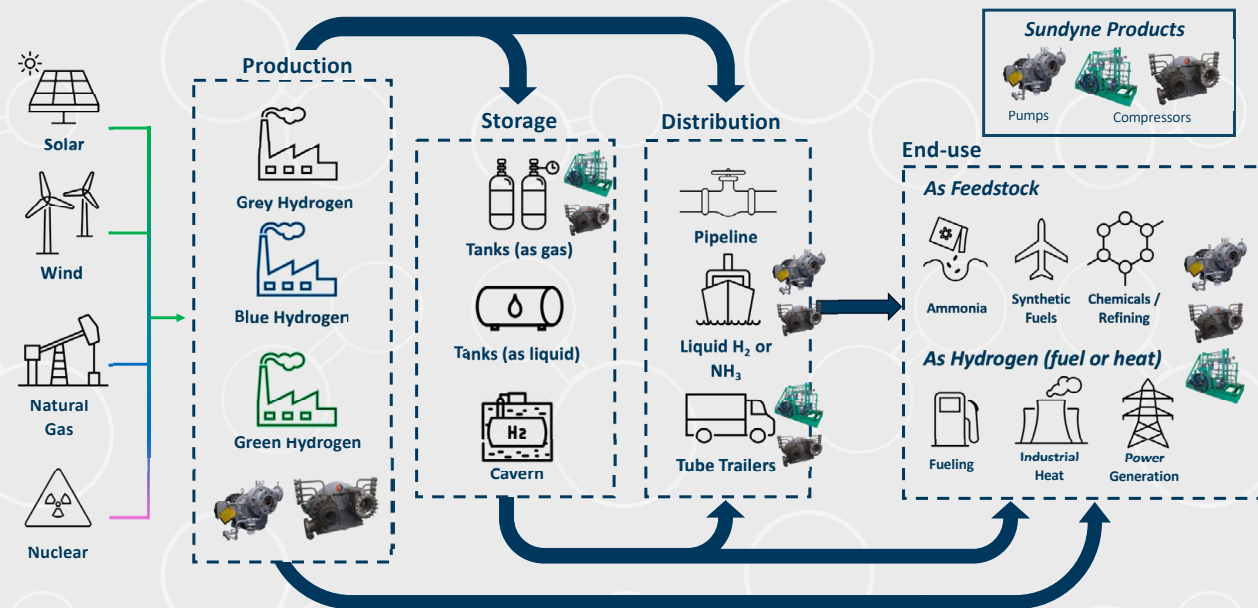 Sundyne Products
Pumps
Compressors
Solar
Wind
Natural
Gas
Nuclear
Production
Grey Hydrogen
Blue Hydrogen
Green Hydrogen
Storage
Tanks (as gas)
Tanks (as liquid)
H2
Cavern
Distribution
Pipeline
Liquid H₂ or
NH₃
Tube Trailers
End-use
As Feedstock
Ammonia
Synthetic
Fuels
Chemicals /
Refining
As Hydrogen (fuel or heat)
Fueling
Industrial
Heat
Power
Generation